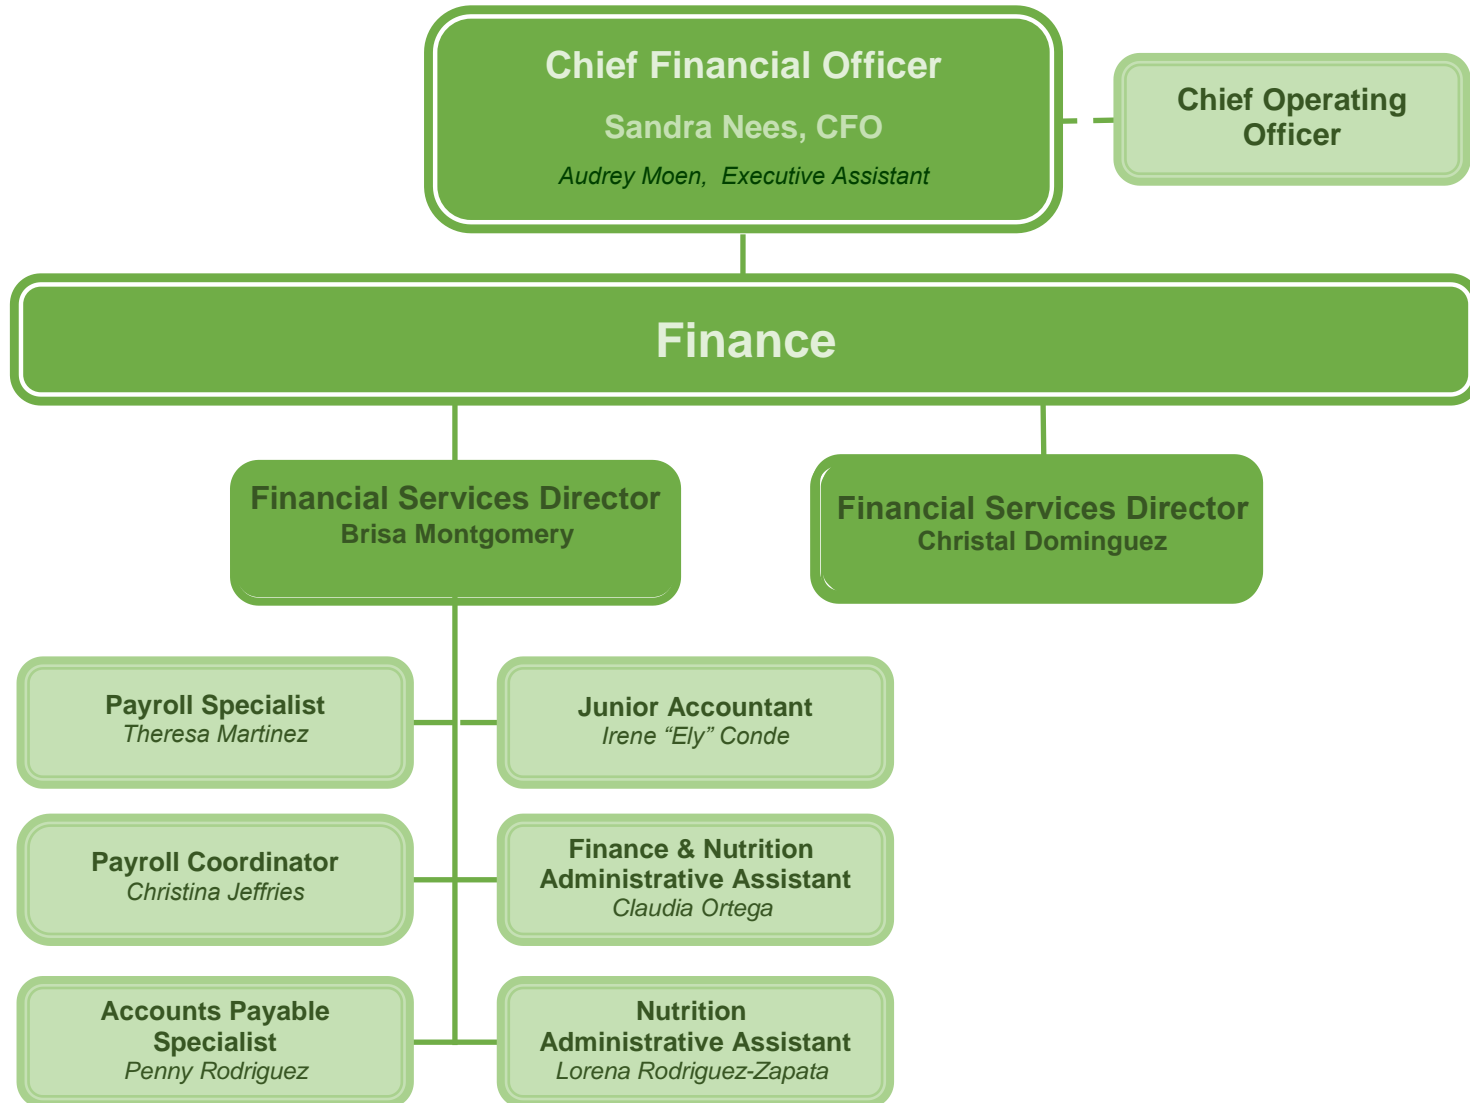 Chief Financial Officer
Sandra Nees, CFO
Audrey Moen, Executive Assistant
Chief Operating
Officer
Finance
Financial Services Director
Brisa Montgomery
Financial Services Director
Christal Dominguez
Payroll Specialist
Theresa Martinez
Junior Accountant
Irene “Ely” Conde
Payroll Coordinator
Christina Jeffries
Finance & Nutrition
Administrative Assistant
Claudia Ortega
Accounts Payable
Specialist
Penny Rodriguez
Nutrition
Administrative Assistant
Lorena Rodriguez-Zapata